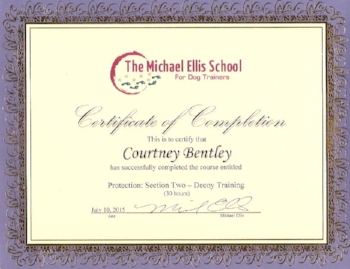 The Michael Ellis School
For Dog Trainers
Certificate of Completion
This is to certify that
Courtney Bentley
has successfully completed the course entitled
Protection: Section Two – Decoy Training
(30 hours)
July 10, 2015
date Michael Ellis